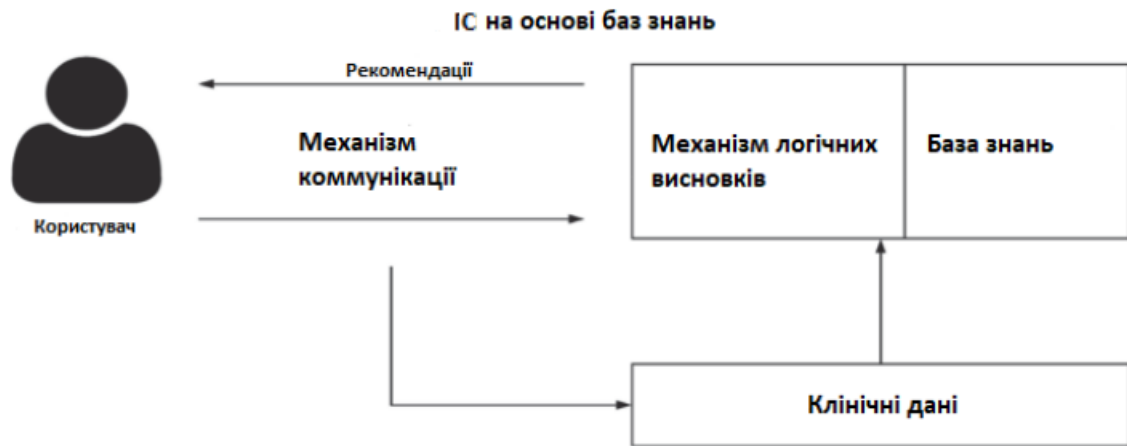 ІС на основі баз знань
Рекомендації
Механізм
коммунікації
Користувач
Механізм логічних
висновків
База знань
Клінічні дані